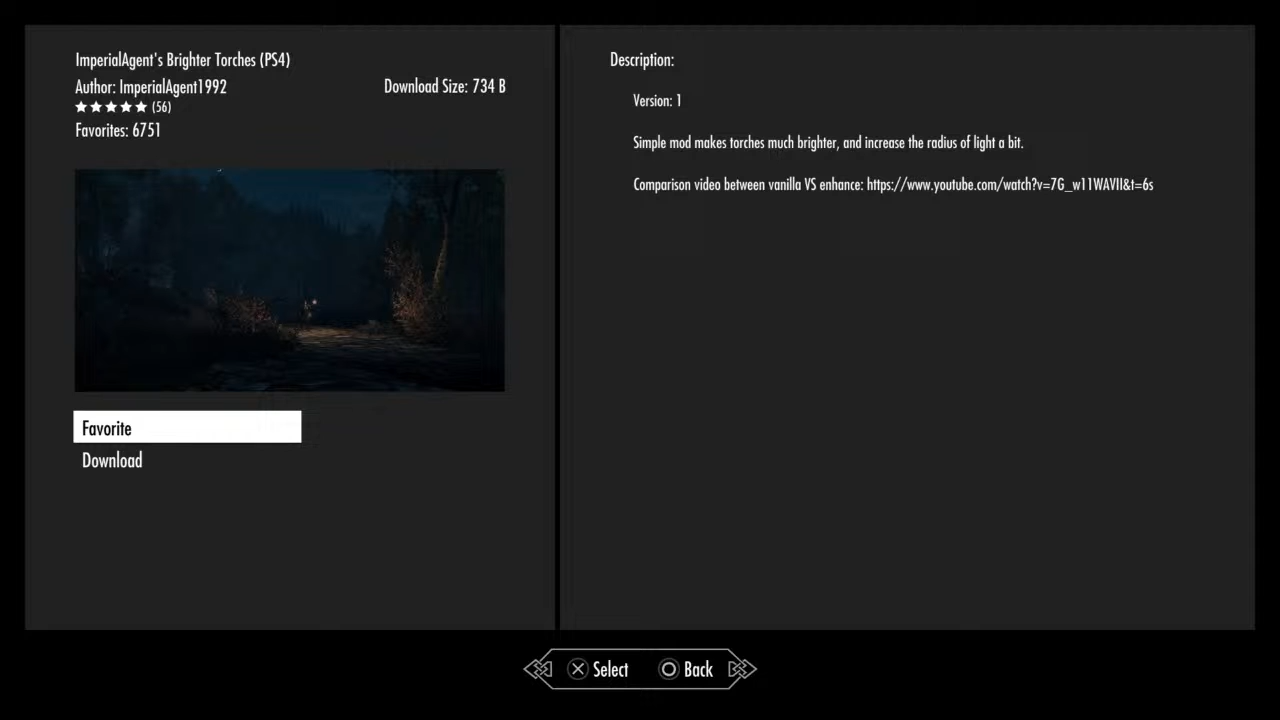 ImperialAgent's Brighter Torches (PS4)
Author: ImperialAgent1992
Download Size: 734 B
(56)
Favorites: 6751
Favorite
Download
Description:
Version: 1
Simple mod makes torches much brighter, and increase the radius of light a bit.
Comparison video between vanilla VS enhance: https://www.youtube.com/watch?v=7G_w11WAVII&t=6s
Select
Back